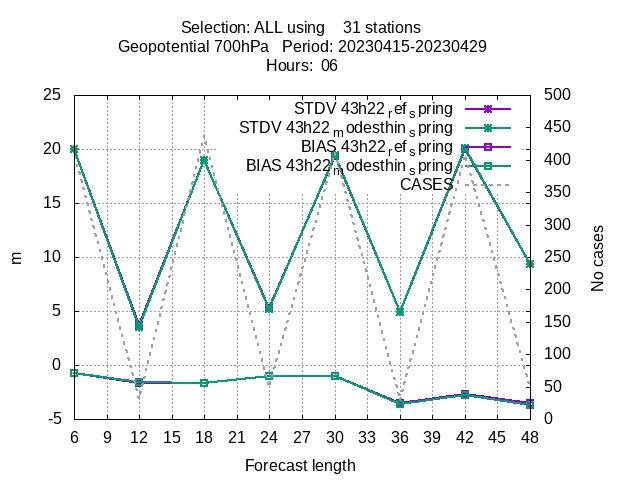 Selection: ALL using    31 stations
Geopotential 700hPa   Period: 20230415-20230429
Hours:  06
25
20
15
10
5
0
-5
m
500
450
400
350
300
250
200
150
100
50
0
No cases
STDV 43h22refspring
STDV 43h22modesthinspring
BIAS 43h22refspring
BIAS 43h22modesthinspring
CASES
6 9 12 15 18 21 24 27 30 33 36 39 42 45 48
Forecast length